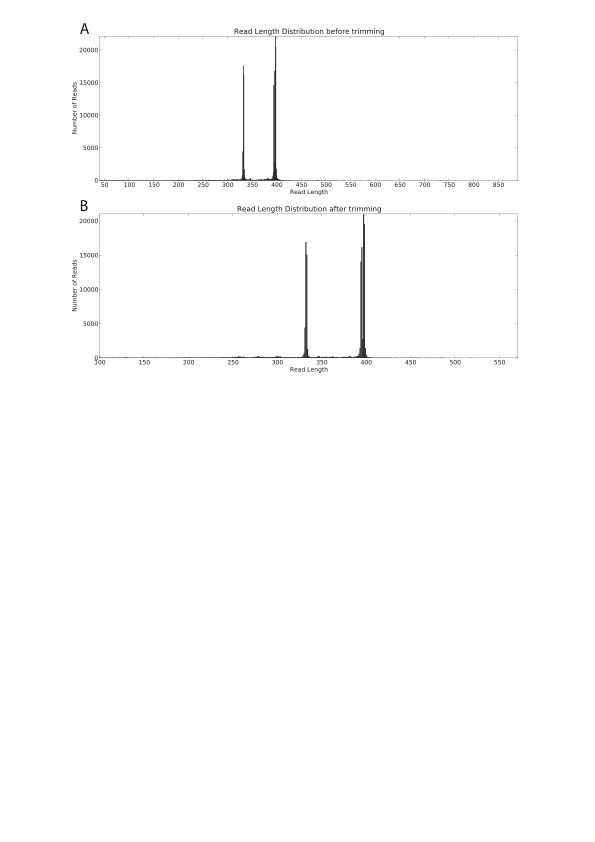 A
Read Length Distribution before trimming
Number of Reads
20000
15000
10000
5000
0
50 100 150 200 250 300 350 400 450 500 550 600 650 700 750 800 850
Read Length
B
Read Length Distribution after trimming
Number of Reads
20000
15000
10000
5000
0
100 150 200 250 300 350 400 450 500 550
Read Length